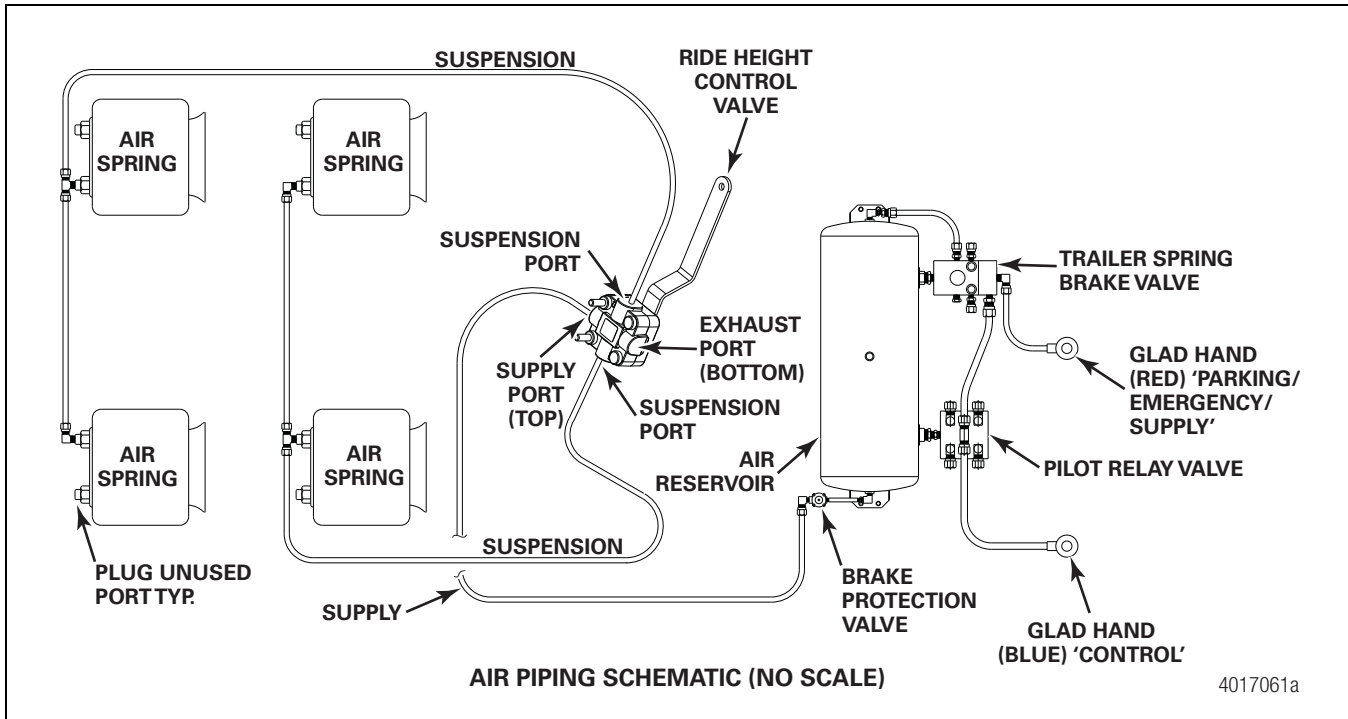 SUSPENSION
RIDE HEIGHT
CONTROL
VALVE
AIR
SPRING
AIR
SPRING
SUSPENSION
PORT
TRAILER SPRING
BRAKE VALVE
EXHAUST
PORT
(BOTTOM)
SUPPLY
PORT
(TOP)
GLAD HAND
(RED) ‘PARKING/
EMERGENCY/
SUPPLY’
SUSPENSION
PORT
AIR
SPRING
AIR
SPRING
AIR
RESERVOIR
PILOT RELAY VALVE
SUSPENSION
PLUG UNUSED
PORT TYP.
SUPPLY
BRAKE
PROTECTION
VALVE
GLAD HAND
(BLUE) ‘CONTROL’
AIR PIPING SCHEMATIC (NO SCALE)
4017061a